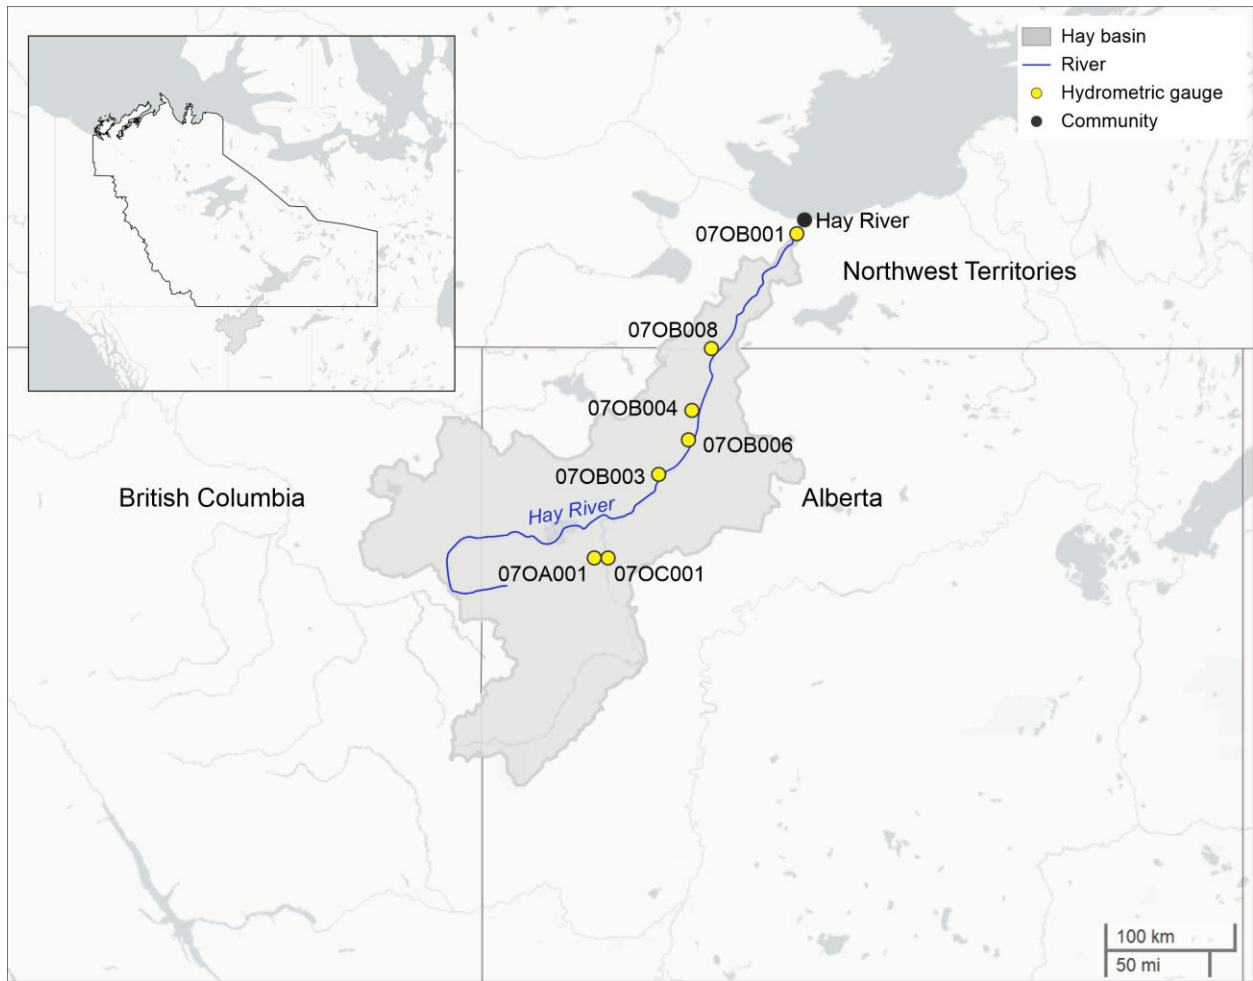 Hay basin
River
Hydrometric gauge
Community
Hay River
07OB001
Northwest Territories
07OB008
07OB004
07OB006
07OB003
British Columbia
Alberta
Hay River
07OA001
07OC001
100 km
50 mi